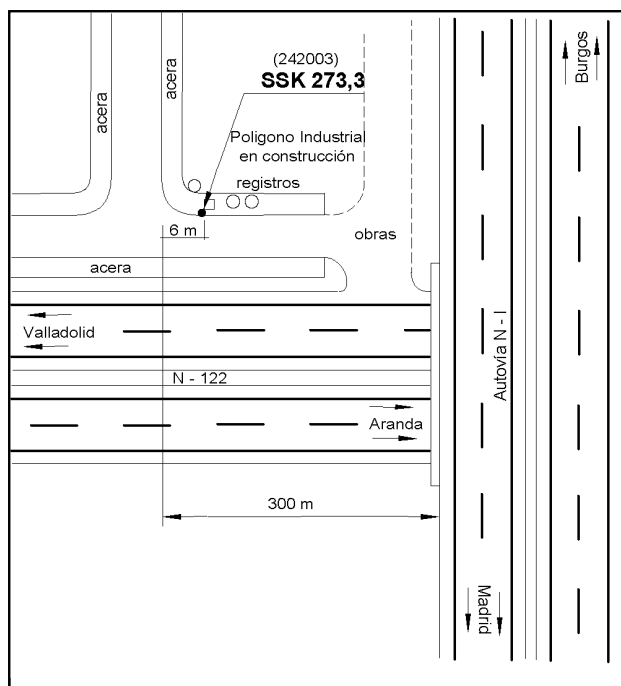 (242003)
SSK 273,3
acera
acera
Burgos
Poligono Industrial
en construcción
registros
6 m
obras
acera
Valladolid
Autovía N - I
N - 122
Aranda
300 m
Madrid